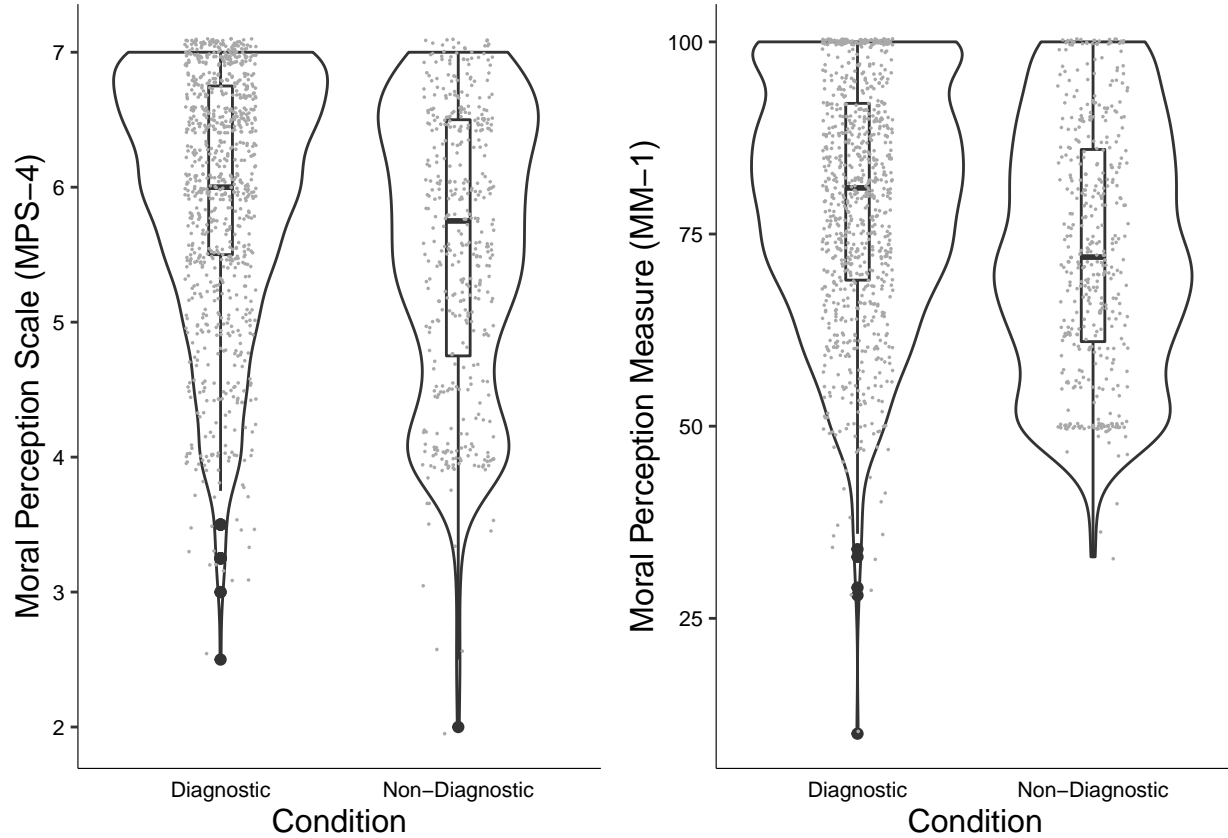 Moral Perception Scale (MPS−4)
7
6
5
4
3
2
Diagnostic
Non−Diagnostic
Condition
Moral Perception Measure (MM−1)
100
75
50
25
Diagnostic
Non−Diagnostic
Condition